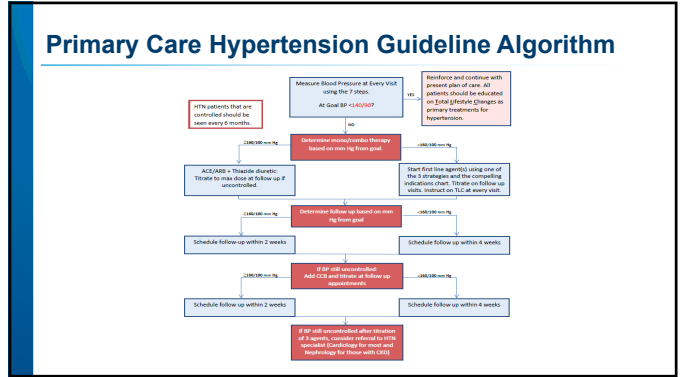 Primary Care Hypertension Guideline Algorithm
Measure Blood Pressure at Every Visit
using the 7 steps.
At Goal BP <140/90?
YES
Reinforce and continue with
present plan of care. All
patients should be educated
on Total Lifestyle Changes as
primary treatments for
hypertension.
HTN patients that are
controlled should be
seen every 6 months.
NO
≥160/100 mm Hg
Determine mono/combo therapy
based on mm Hg from goal.
<160/100 mm Hg
ACE/ARB + Thiazide diuretic:
Titrate to max dose at follow up if
uncontrolled.
Start first line agent(s) using one of
the 3 strategies and the compelling
indications chart. Titrate on follow up
visits. Instruct on TLC at every visit.
≥160/100 mm Hg
Determine follow up based on mm
Hg from goal
<160/100 mm Hg
Schedule follow-up within 2 weeks
Schedule follow up within 4 weeks
≥160/100 mm Hg
If BP still uncontrolled:
Add CCB and titrate at follow up
appointments
<160/100 mm Hg
Schedule follow up within 2 weeks
Schedule follow up within 4 weeks
If BP still uncontrolled after titration
of 3 agents, consider referral to HTN
specialist (Cardiology for most and
Nephrology for those with CKD)